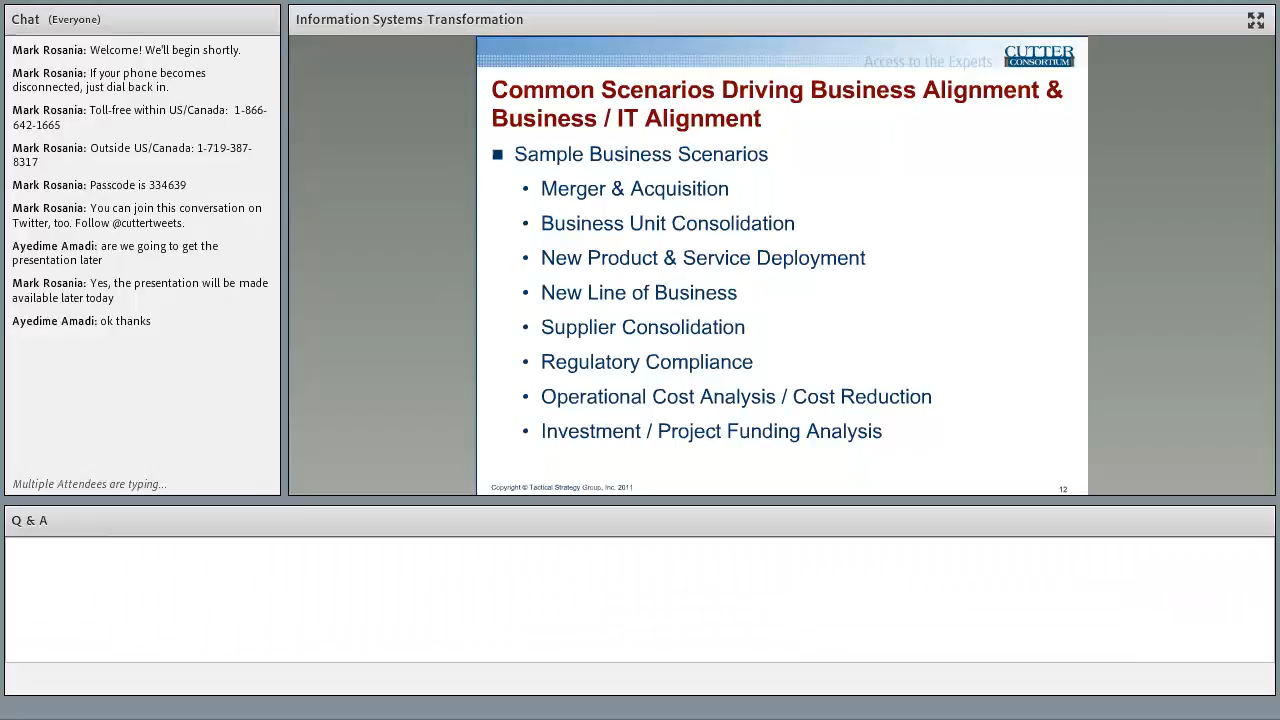 Chat (Everyone)
Mark Rosania: Welcome! We'll begin shortly.
Mark Rosania: If your phone becomes
disconnected, just dial back in.
Mark Rosania: Toll-free within US/Canada: 1-866-
642-1665
Mark Rosania: Outside US/Canada: 1-719-387-
8317
Mark Rosania: Passcode is 334639
Mark Rosania: You can join this conversation on
Twitter, too. Follow @cuttertweets.
Ayedime Amadi: are we going to get the
presentation later
Mark Rosania: Yes, the presentation will be made
available later today
Ayedime Amadi: ok thanks
Multiple Attendees are typing...
Information Systems Transformation
Access to the Experts
CUTTER
CONSORTIUM
Common Scenarios Driving Business Alignment &
Business / IT Alignment
■ Sample Business Scenarios
• Merger & Acquisition
• Business Unit Consolidation
• New Product & Service Deployment
• New Line of Business
• Supplier Consolidation
• Regulatory Compliance
• Operational Cost Analysis / Cost Reduction
• Investment / Project Funding Analysis
Copyright © Tactical Strategy Group, Inc. 2011
12
Q & A